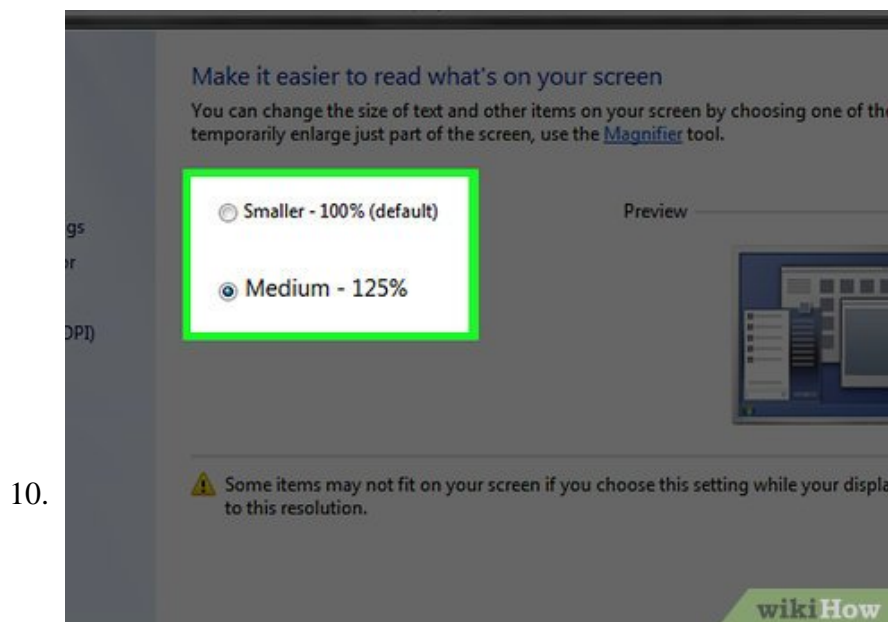 Make it easier to read what's on your screen
You can change the size of text and other items on your screen by choosing one of the
temporarily enlarge just part of the screen, use the Magnifier tool.
Smaller - 100% (default)
Preview
gs
or
Medium - 125%
DPI)
10.
Some items may not fit on your screen if you choose this setting while your displa
to this resolution.
wikiHow